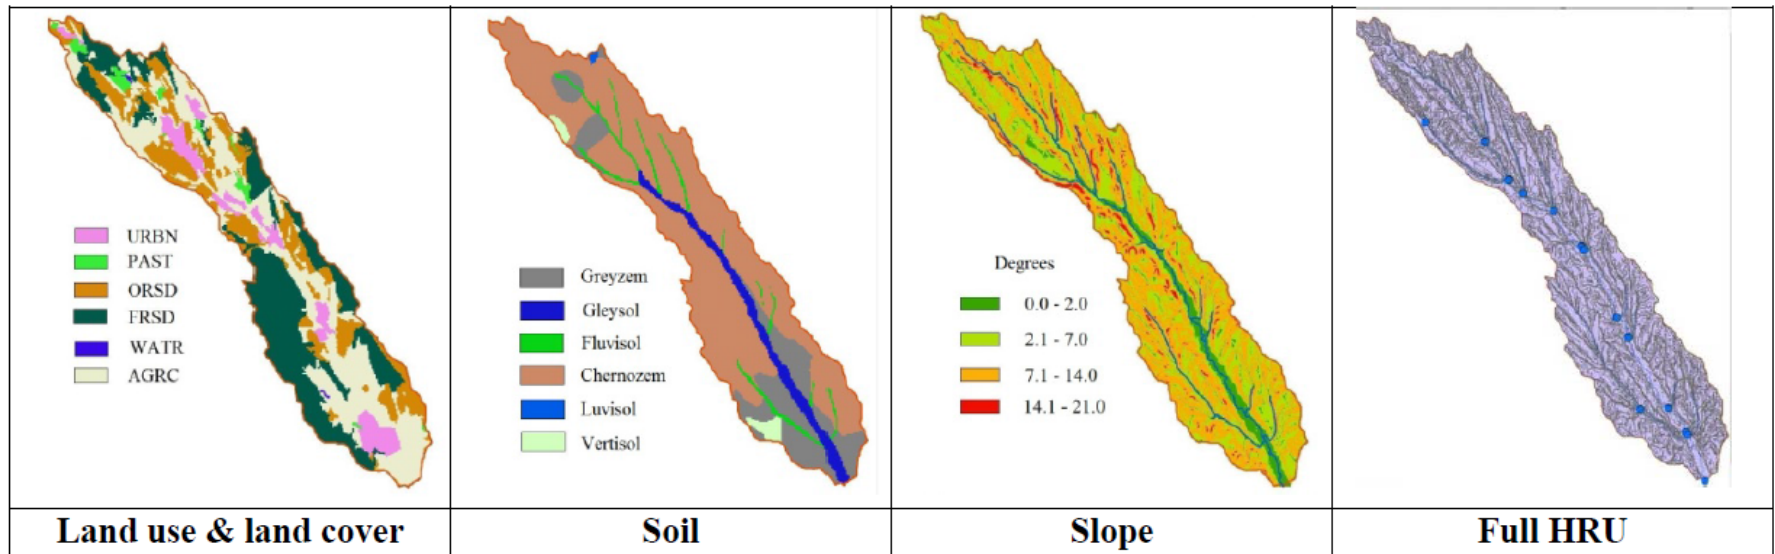 URBN
PAST
ORSD
FRSD
WATR
AGRC
Greyzem
Gleysol
Fluvisol
Chernozem
Luvisol
Vertisol
Degrees
0.0 - 2.0
2.1 - 7.0
7.1 - 14.0
14.1 - 21.0
Land use & land cover
Soil
Slope
Full HRU